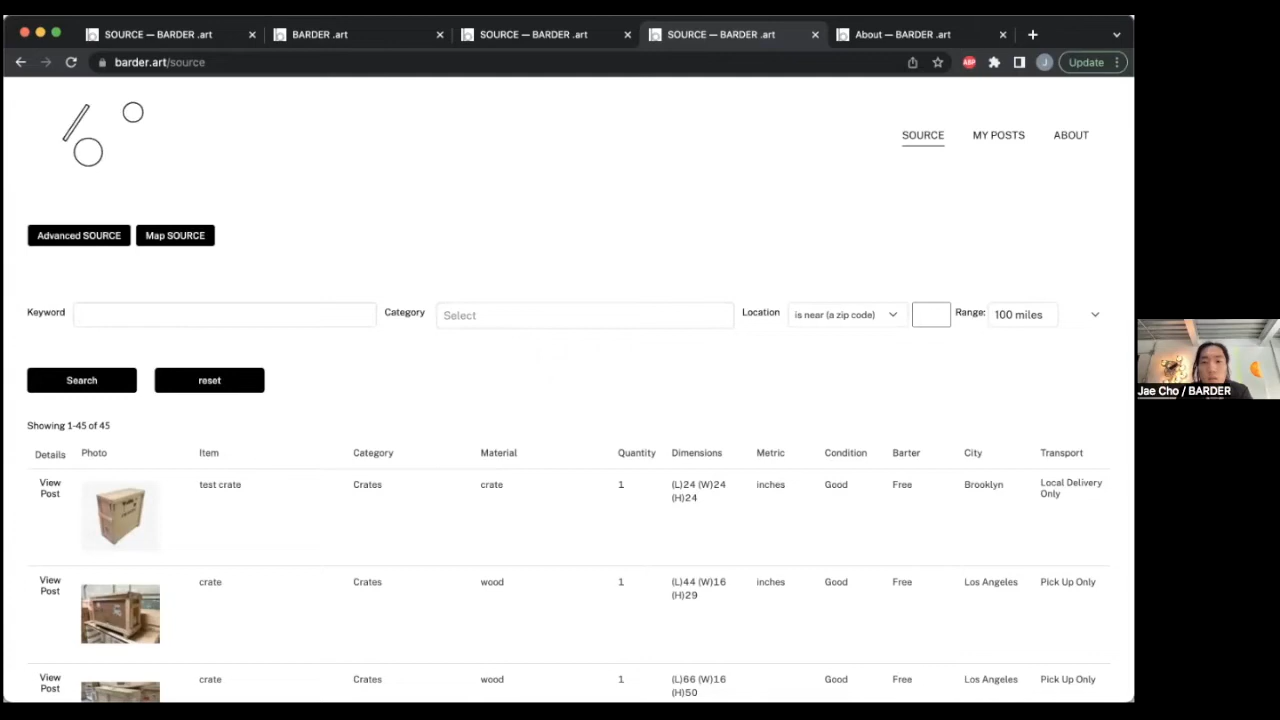 SOURCE — BARDER .art
BARDER .art
SOURCE — BARDER .art
SOURCE — BARDER .art
About — BARDER .art
barder.art/source
ABP
J
Update
SOURCE
MY POSTS
ABOUT
Advanced SOURCE
Map SOURCE
Keyword
Category
Select
Location
is near (a zip code)
Range:
100 miles
Search
reset
Showing 1-45 of 45
Details Photo Item Category Material Quantity Dimensions Metric Condition Barter City Transport
View Post test crate Crates crate 1 (L)24 (W)24 (H)24 inches Good Free Brooklyn Local Delivery Only
View Post crate Crates wood 1 (L)44 (W)16 (H)29 inches Good Free Los Angeles Pick Up Only
View Post crate Crates wood 1 (L)66 (W)16 (H)50 Good Free Los Angeles Pick Up Only
Jae Cho / BARDER